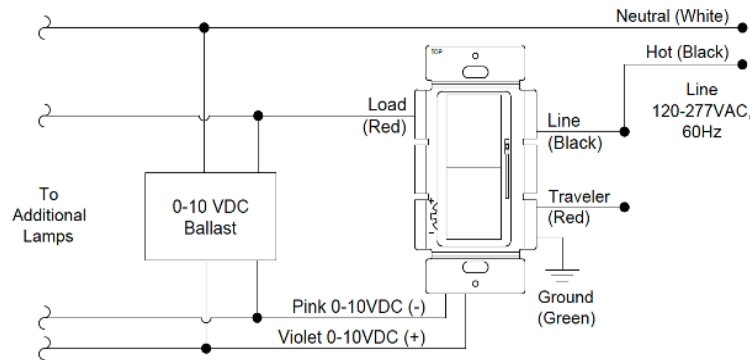 Neutral (White)
TOP
Hot (Black)
Load
(Red)
Line
120-277VAC,
60Hz
Line
(Black)
To
Additional
Lamps
0-10 VDC
Ballast
Traveler
(Red)
+
-
Ground
(Green)
Pink 0-10VDC (-)
Violet 0-10VDC (+)